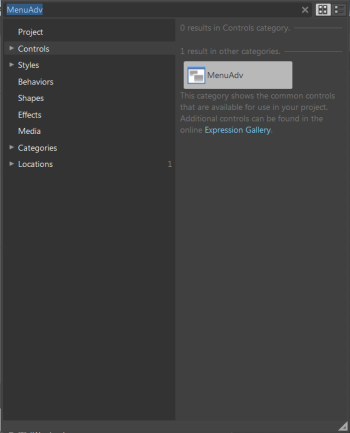 MenuAdv
Project
Controls
Styles
Behaviors
Shapes
Effects
Media
Categories
Locations 1
0 results in Controls category.
1 result in other categories.
MenuAdv
This category shows the common controls
that are available for use in your project.
Additional controls can be found in the
online Expression Gallery.